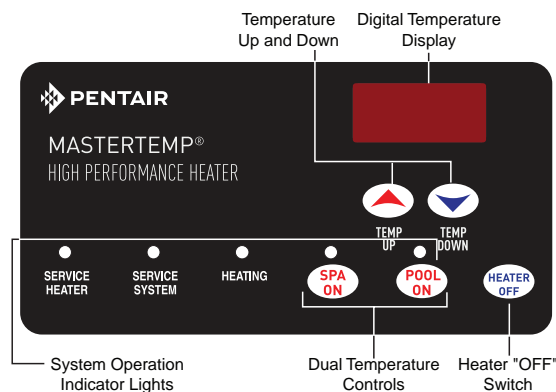 Temperature
Up and Down
Digital Temperature
Display
PENTAIR
MASTERTEMP®
HIGH PERFORMANCE HEATER
TEMP
UP
TEMP
DOWN
SERVICE
HEATER
SERVICE
SYSTEM
HEATING
SPA
ON
POOL
ON
HEATER
OFF
System Operation
Indicator Lights
Dual Temperature
Controls
Heater "OFF"
Switch